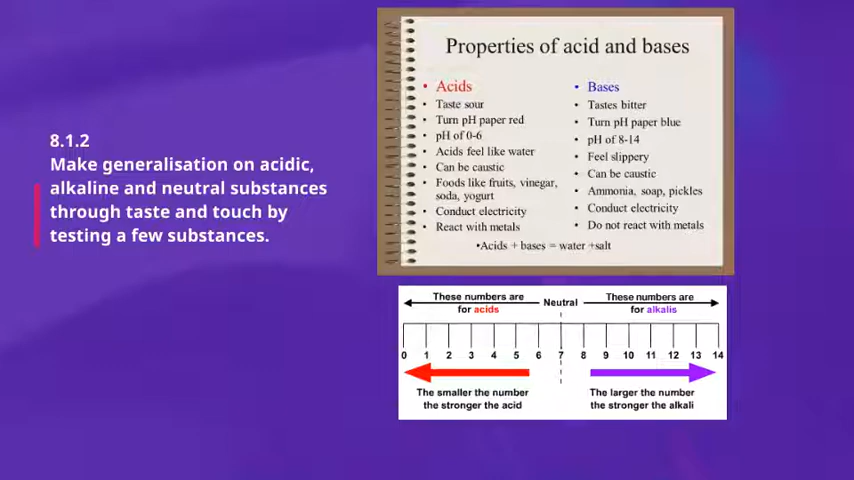 8.1.2
Make generalisation on acidic,
alkaline and neutral substances
through taste and touch by
testing a few substances.
Properties of acid and bases
• Acids
• Taste sour
• Turn pH paper red
• pH of 0-6
• Acids feel like water
• Can be caustic
• Foods like fruits, vinegar,
soda, yogurt
• Conduct electricity
• React with metals
• Bases
• Tastes bitter
• Turn pH paper blue
• pH of 8-14
• Feel slippery
• Can be caustic
• Ammonia, soap, pickles
• Conduct electricity
• Do not react with metals
•Acids + bases = water +salt
These numbers are
for acids
Neutral
These numbers are
for alkalis
0 1 2 3 4 5 6 7 8 9 10 11 12 13 14
The smaller the number
the stronger the acid
The larger the number
the stronger the alkali